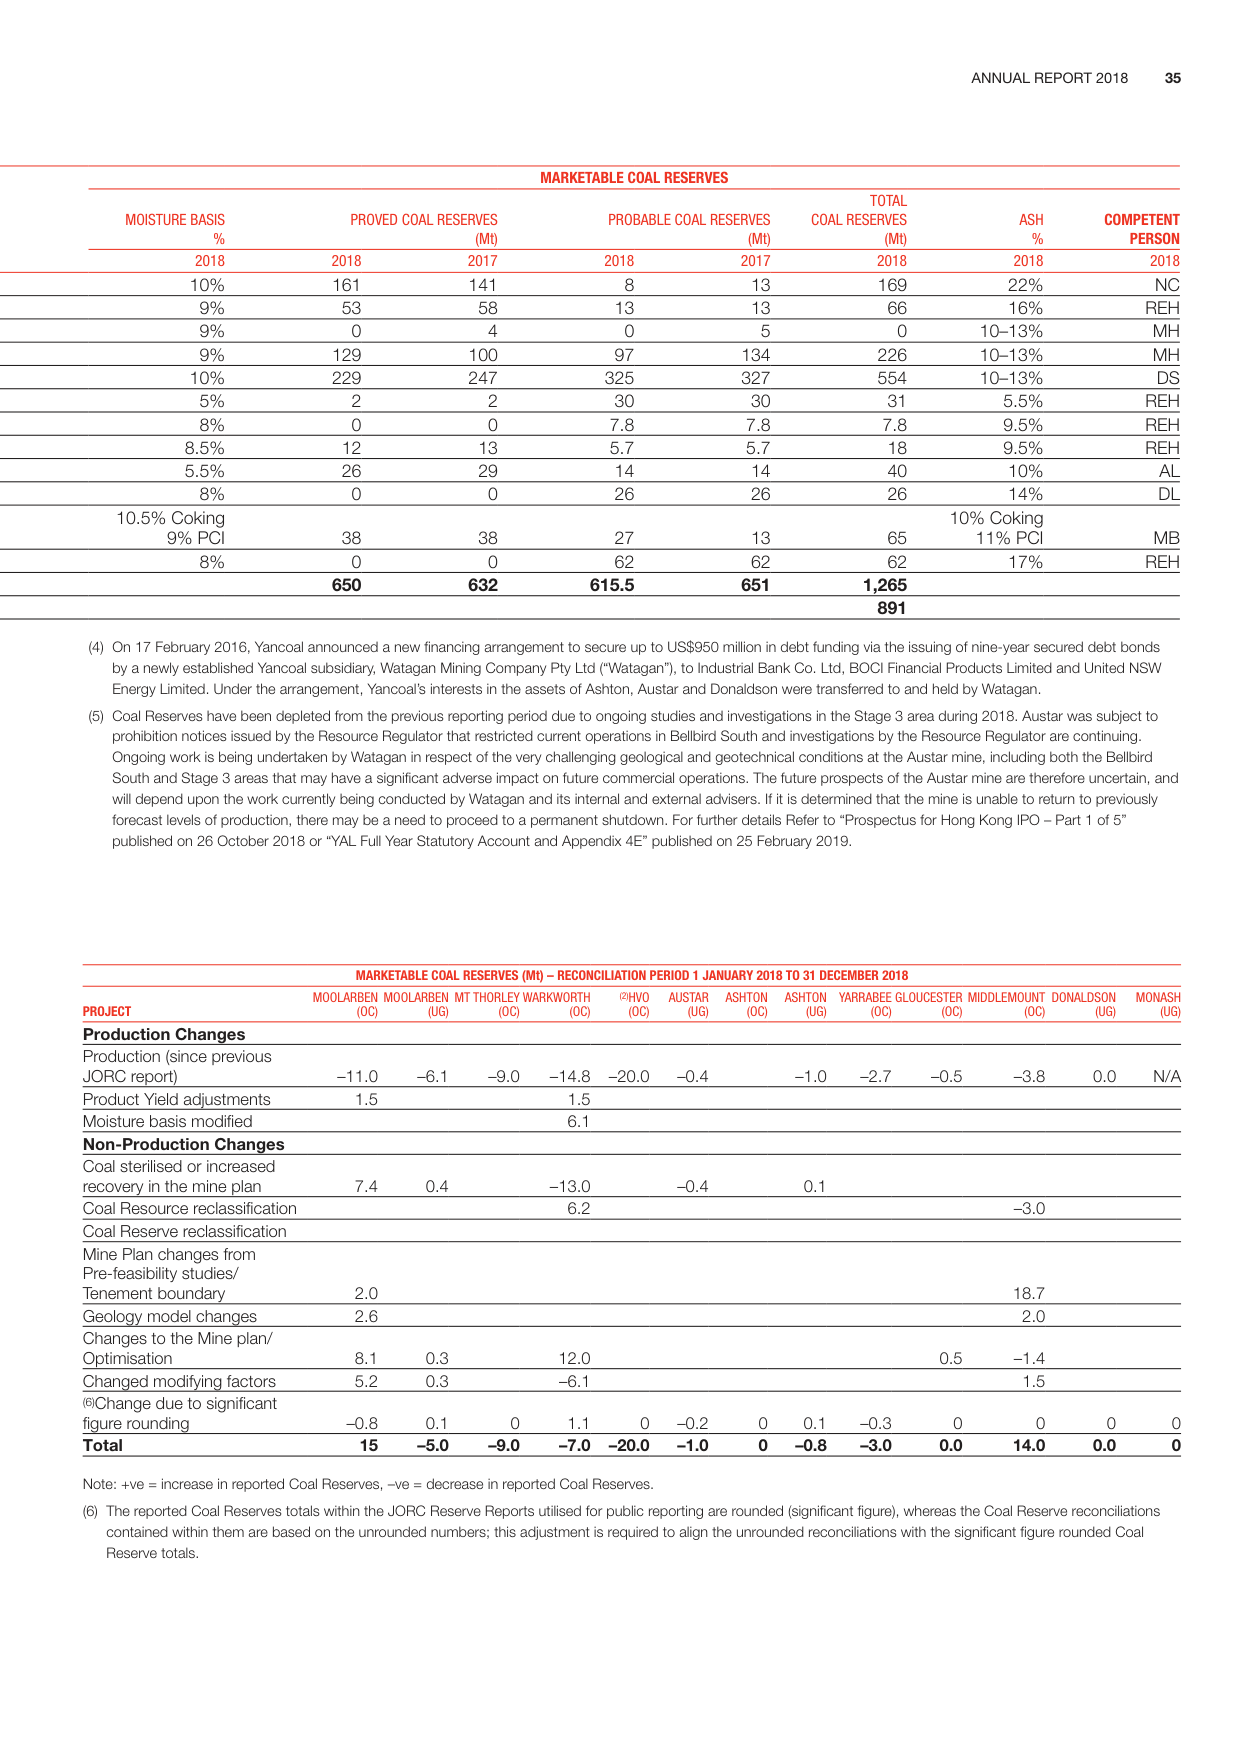 ANNUAL REPORT 2018 35
MARKETABLE COAL RESERVES
MOISTURE BASIS % PROVED COAL RESERVES (Mt) PROBABLE COAL RESERVES (Mt) TOTAL COAL RESERVES (Mt) ASH % COMPETENT PERSON
2018 2018 2017 2018 2017 2018 2018 2018
10% 161 141 8 13 169 22% NC
9% 53 58 13 13 66 16% REH
9% 0 4 0 5 0 10–13% MH
9% 129 100 97 134 226 10–13% MH
10% 229 247 325 327 554 10–13% DS
5% 2 2 30 30 31 5.5% REH
8% 0 0 7.8 7.8 7.8 9.5% REH
8.5% 12 13 5.7 5.7 18 9.5% REH
5.5% 26 29 14 14 40 10% AL
8% 0 0 26 26 26 14% DL
10.5% Coking 10% Coking
9% PCI 38 38 27 13 65 11% PCI MB
8% 0 0 62 62 62 17% REH
650 632 615.5 651 1,265
891
(4) On 17 February 2016, Yancoal announced a new financing arrangement to secure up to US$950 million in debt funding via the issuing of nine-year secured debt bonds
by a newly established Yancoal subsidiary, Watagan Mining Company Pty Ltd (“Watagan”), to Industrial Bank Co. Ltd, BOCI Financial Products Limited and United NSW
Energy Limited. Under the arrangement, Yancoal’s interests in the assets of Ashton, Austar and Donaldson were transferred to and held by Watagan.
(5) Coal Reserves have been depleted from the previous reporting period due to ongoing studies and investigations in the Stage 3 area during 2018. Austar was subject to
prohibition notices issued by the Resource Regulator that restricted current operations in Bellbird South and investigations by the Resource Regulator are continuing.
Ongoing work is being undertaken by Watagan in respect of the very challenging geological and geotechnical conditions at the Austar mine, including both the Bellbird
South and Stage 3 areas that may have a significant adverse impact on future commercial operations. The future prospects of the Austar mine are therefore uncertain, and
will depend upon the work currently being conducted by Watagan and its internal and external advisers. If it is determined that the mine is unable to return to previously
forecast levels of production, there may be a need to proceed to a permanent shutdown. For further details Refer to “Prospectus for Hong Kong IPO – Part 1 of 5”
published on 26 October 2018 or “YAL Full Year Statutory Account and Appendix 4E” published on 25 February 2019.
MARKETABLE COAL RESERVES (Mt) – RECONCILIATION PERIOD 1 JANUARY 2018 TO 31 DECEMBER 2018
MOOLARBEN MOOLARBEN MT THORLEY WARKWORTH (2)HVO AUSTAR ASHTON ASHTON YARRABEE GLOUCESTER MIDDLEMOUNT DONALDSON MONASH
PROJECT (OC) (UG) (OC) (OC) (OC) (UG) (OC) (UG) (OC) (OC) (OC) (UG) (UG)
Production Changes
Production (since previous
JORC report) –11.0 –6.1 –9.0 –14.8 –20.0 –0.4 –1.0 –2.7 –0.5 –3.8 0.0 N/A
Product Yield adjustments 1.5 1.5
Moisture basis modified 6.1
Non-Production Changes
Coal sterilised or increased
recovery in the mine plan 7.4 0.4 –13.0 –0.4 0.1
Coal Resource reclassification 6.2 –3.0
Coal Reserve reclassification
Mine Plan changes from
Pre-feasibility studies/
Tenement boundary 2.0 18.7
Geology model changes 2.6 2.0
Changes to the Mine plan/
Optimisation 8.1 0.3 12.0 0.5 –1.4
Changed modifying factors 5.2 0.3 –6.1 1.5
(6)Change due to significant
figure rounding –0.8 0.1 0 1.1 0 –0.2 0 0.1 –0.3 0 0 0 0
Total 15 –5.0 –9.0 –7.0 –20.0 –1.0 0 –0.8 –3.0 0.0 14.0 0.0 0
Note: +ve = increase in reported Coal Reserves, –ve = decrease in reported Coal Reserves.
(6) The reported Coal Reserves totals within the JORC Reserve Reports utilised for public reporting are rounded (significant figure), whereas the Coal Reserve reconciliations
contained within them are based on the unrounded numbers; this adjustment is required to align the unrounded reconciliations with the significant figure rounded Coal
Reserve totals.